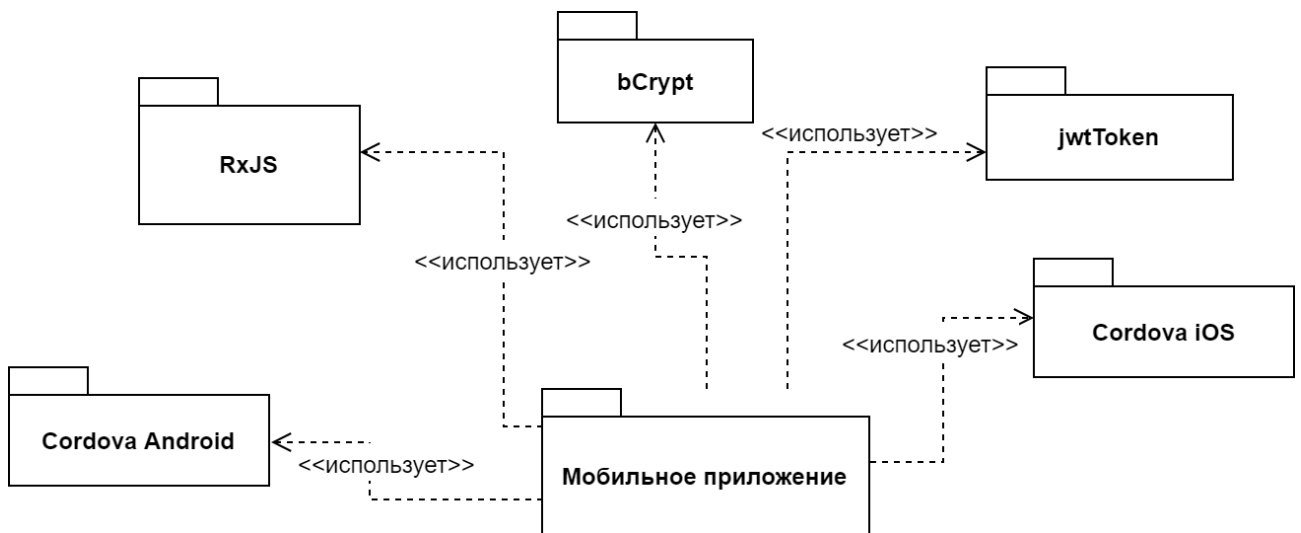 bCrypt
<<использует>>
jwtToken
RxJS
<<использует>>
<<использует>>
Cordova iOS
<<использует>>
Cordova Android
<<использует>>
Мобильное приложение